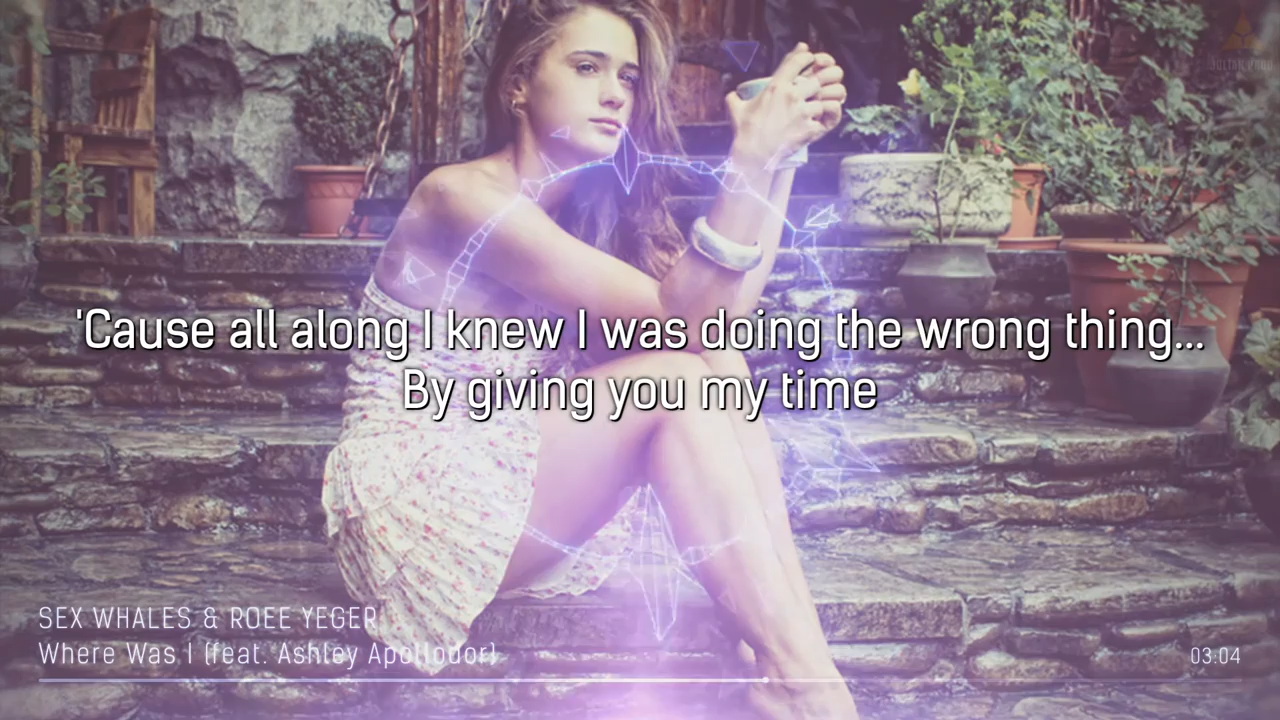 'Cause all along I knew I was doing the wrong thing...
By giving you my time
SEX WHALES & ROEE YEGER
Where Was I (feat. Ashley Apollodor)
03:04